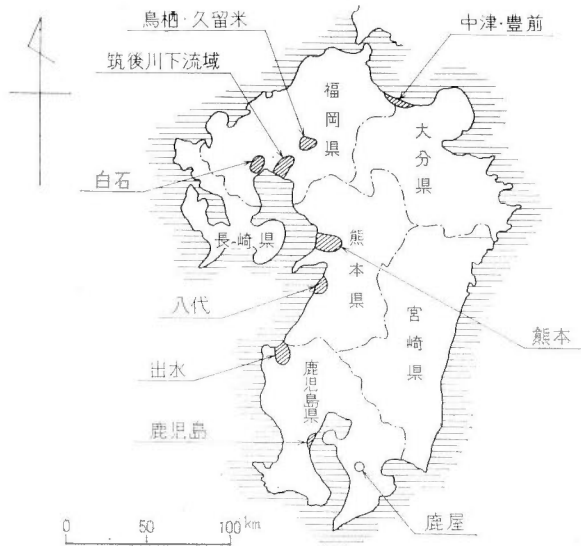 鳥栖・久留米
中津・豊前
筑後川下流域
福岡県
大分県
白石
長崎県
熊本県
八代
宮崎県
熊本
出水
鹿児島県
鹿児島
鹿屋
0 50 100km